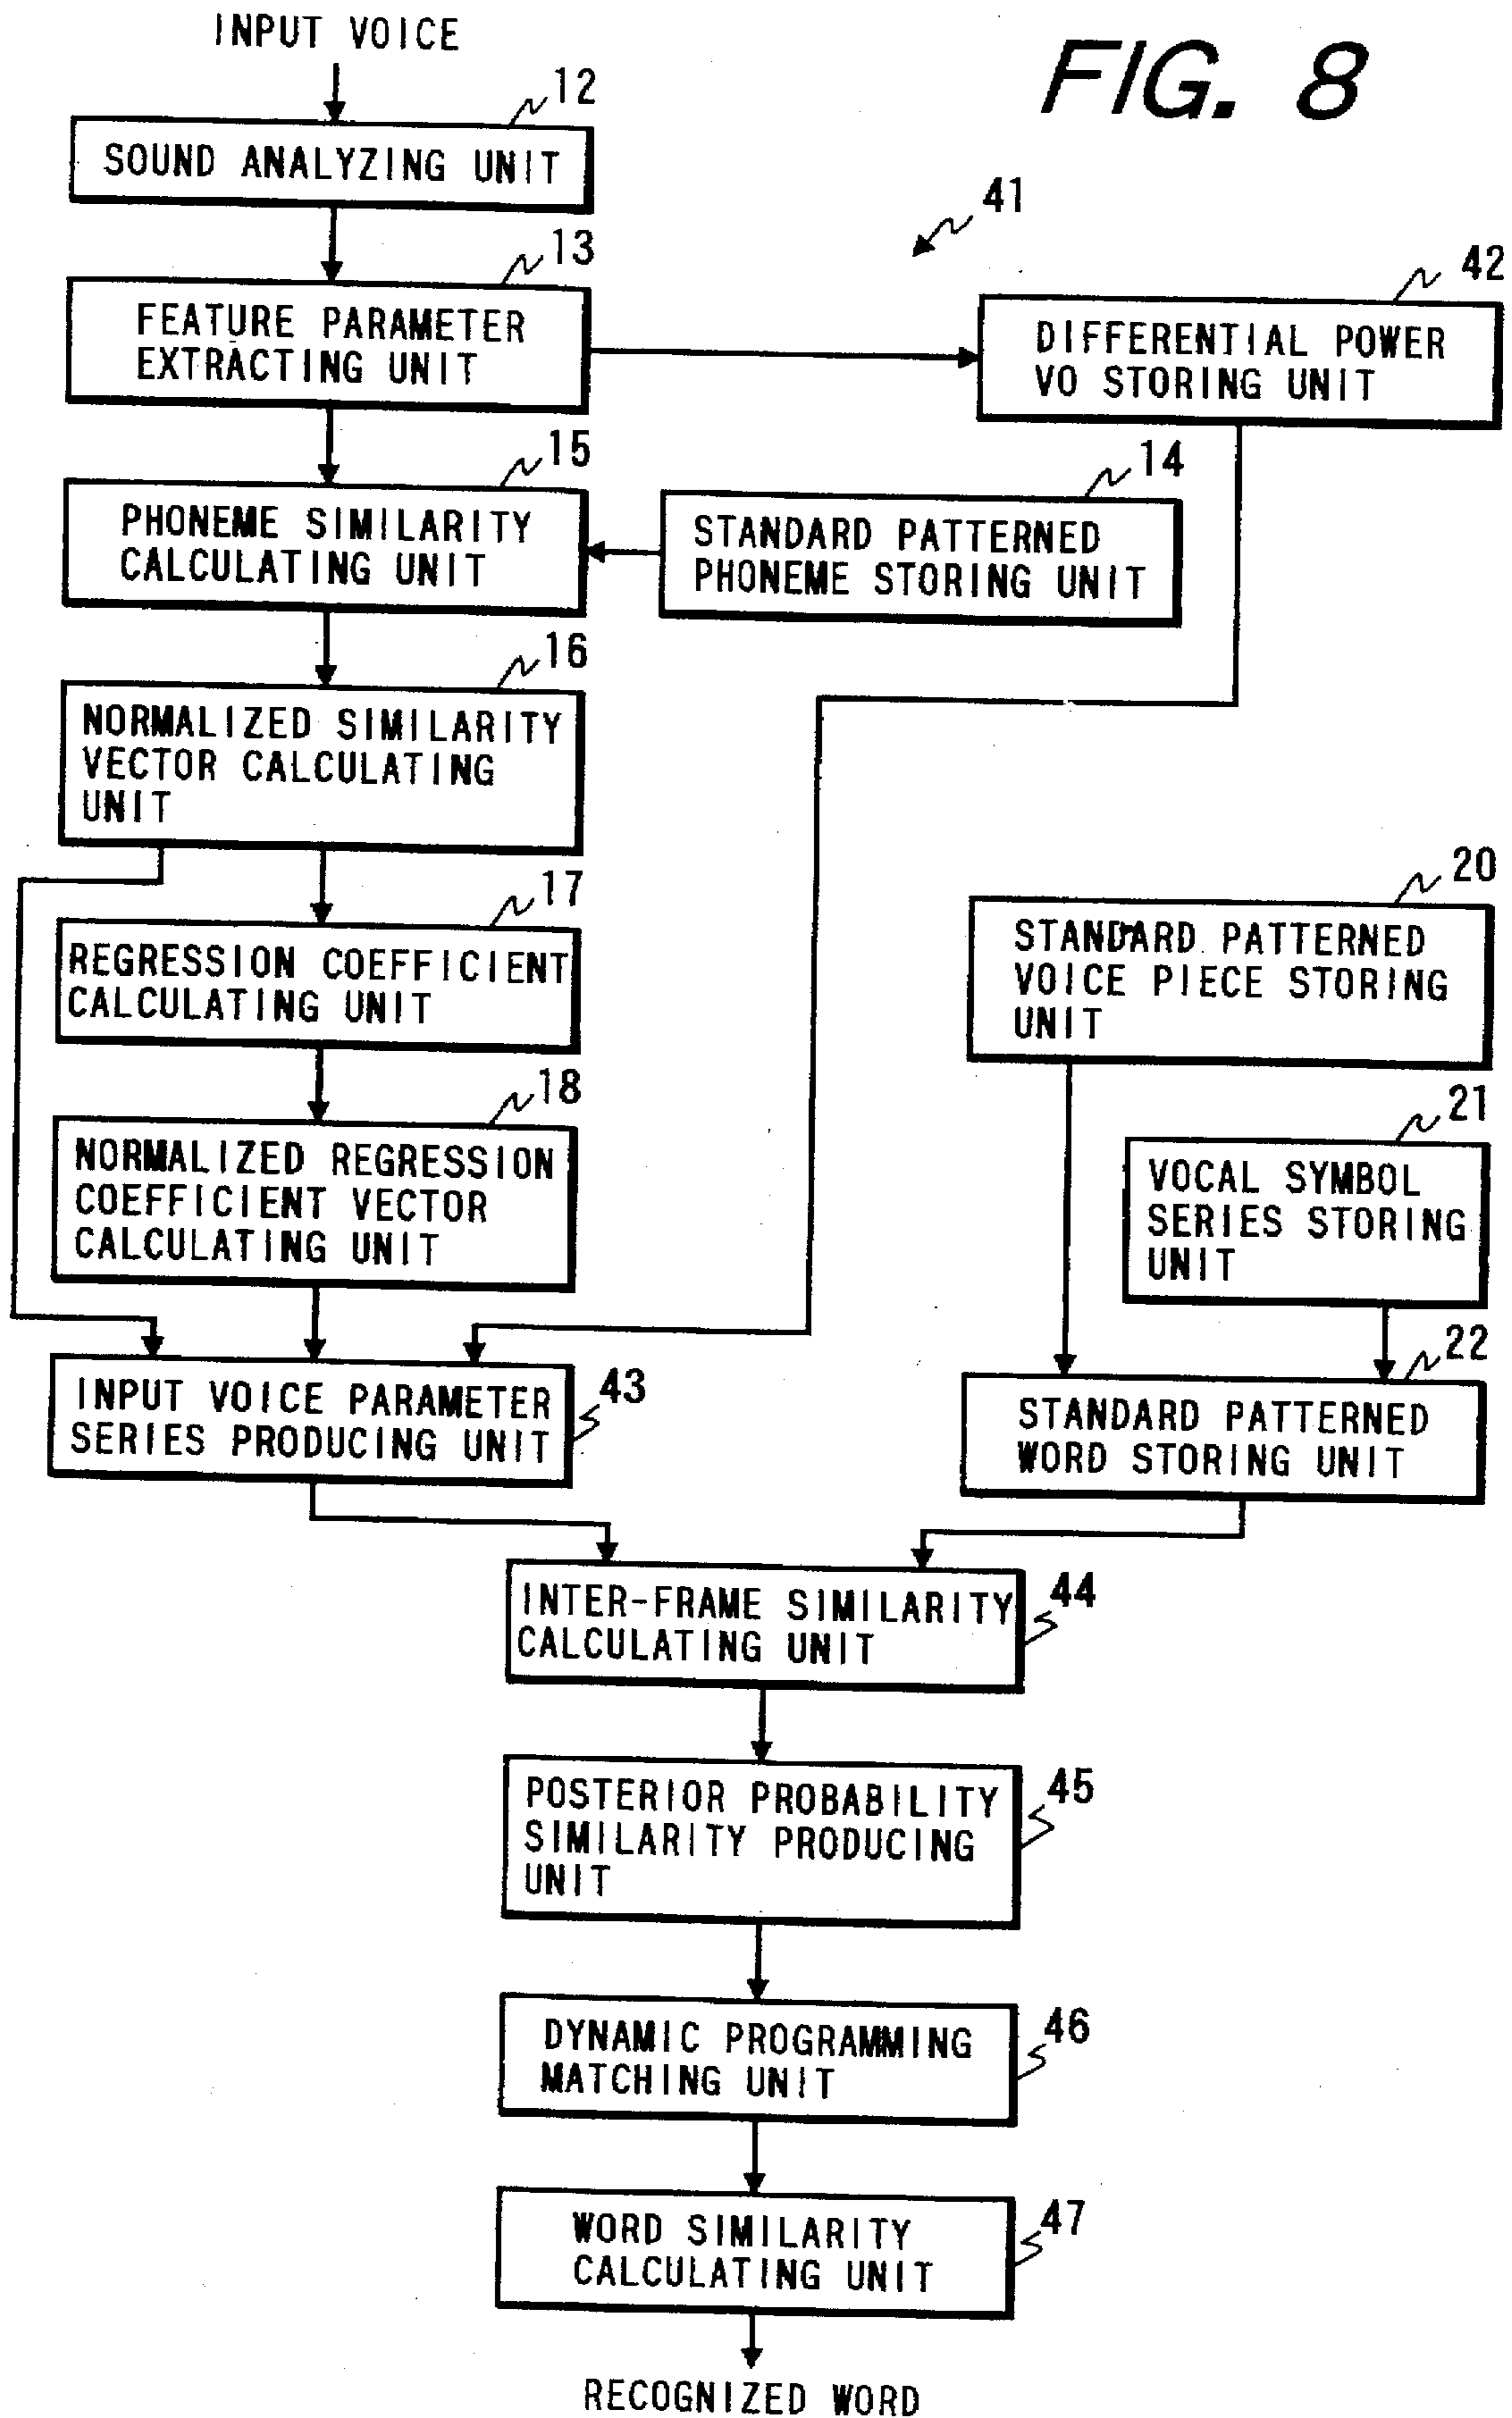 INPUT VOICE
FIG. 8
12
SOUND ANALYZING UNIT
41
13
FEATURE PARAMETER
EXTRACTING UNIT
42
DIFFERENTIAL POWER
VO STORING UNIT
15
PHONEME SIMILARITY
CALCULATING UNIT
14
STANDARD PATTERNED
PHONEME STORING UNIT
16
NORMALIZED SIMILARITY
VECTOR CALCULATING
UNIT
17
REGRESSION COEFFICIENT
CALCULATING UNIT
20
STANDARD PATTERNED
VOICE PIECE STORING
UNIT
18
NORMALIZED REGRESSION
COEFFICIENT VECTOR
CALCULATING UNIT
21
VOCAL SYMBOL
SERIES STORING
UNIT
43
INPUT VOICE PARAMETER
SERIES PRODUCING UNIT
22
STANDARD PATTERNED
WORD STORING UNIT
44
INTER-FRAME SIMILARITY
CALCULATING UNIT
45
POSTERIOR PROBABILITY
SIMILARITY PRODUCING
UNIT
46
DYNAMIC PROGRAMMING
MATCHING UNIT
47
WORD SIMILARITY
CALCULATING UNIT
RECOGNIZED WORD